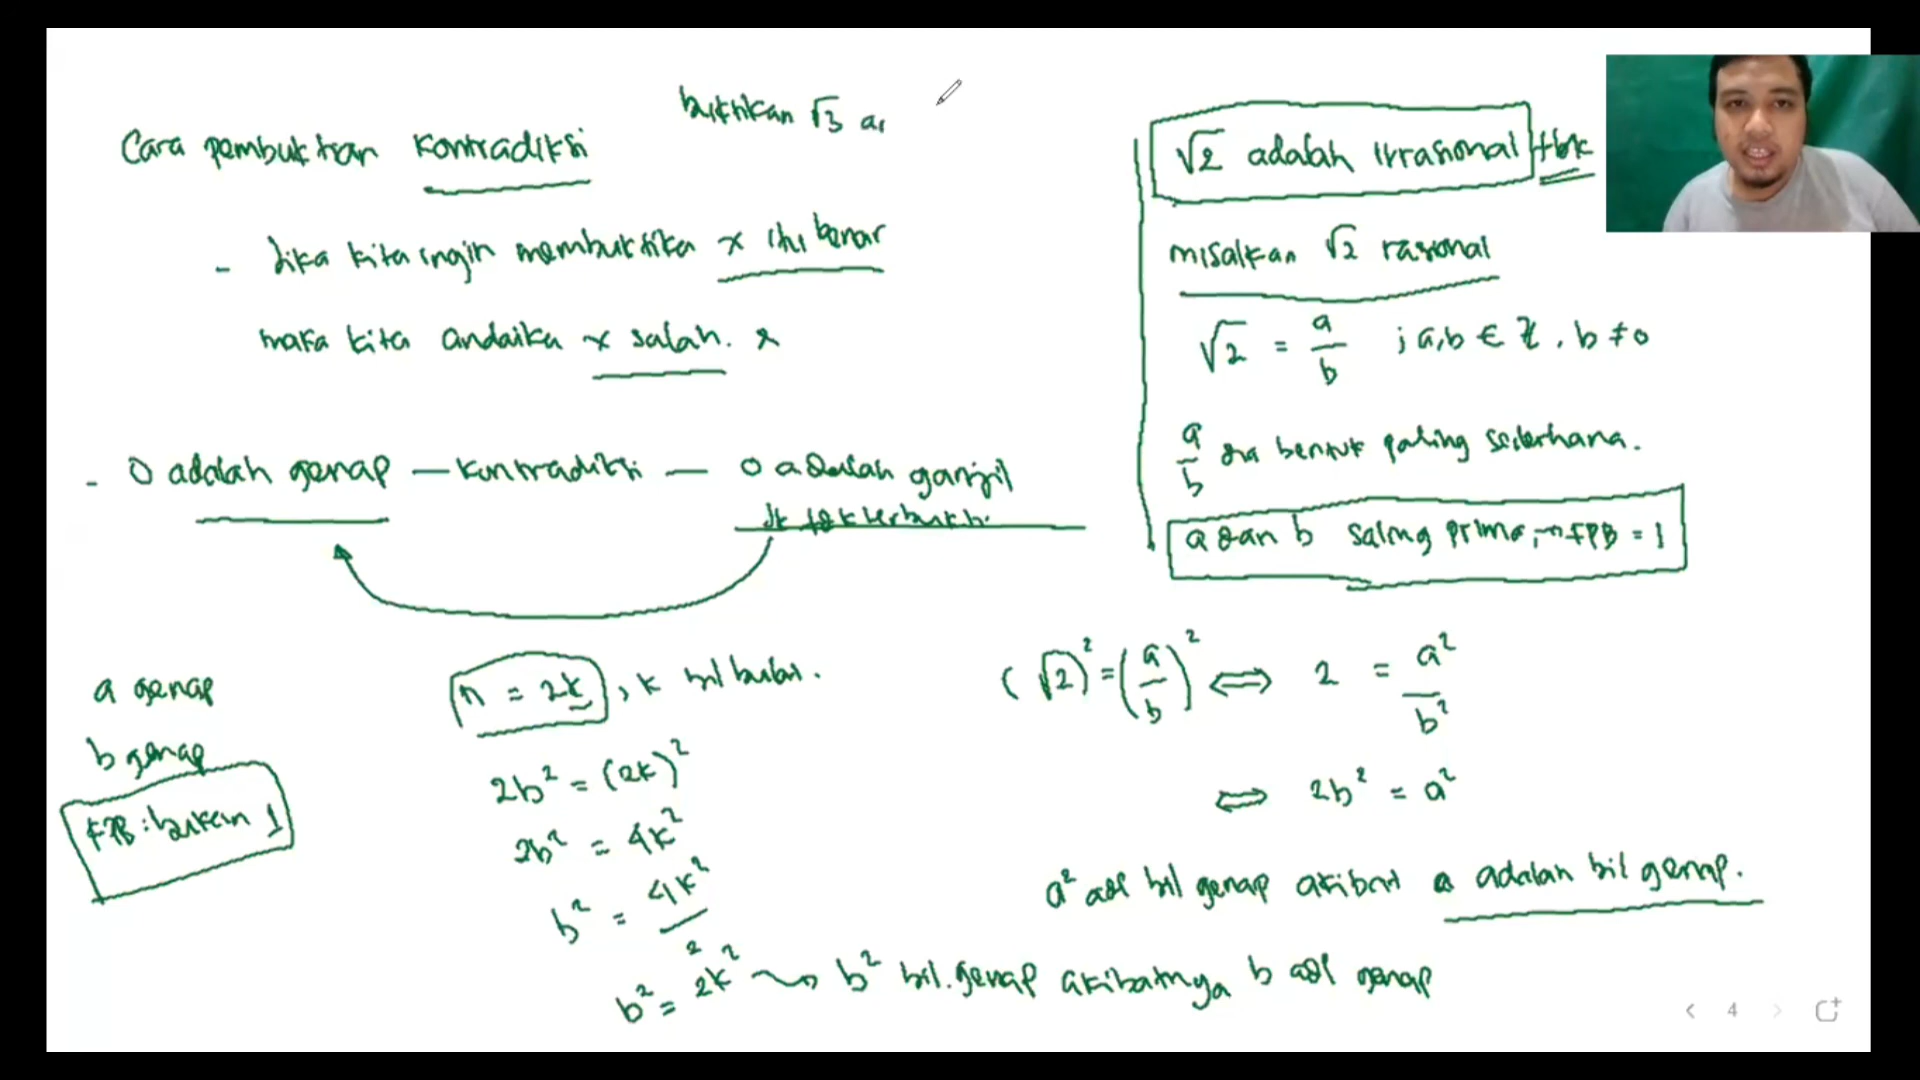 buktikan √3 a
Cara pembuktian kontradiksi
- Jika kita ingin membuktika x itu benar
maka kita andaika x salah.
- 0 adalah genap — kontradiksi — 0 adalah ganjil
√2 adalah irrasional
misalkan √2 rasional
√2 = a/b ; a,b ∈ Z, b ≠ 0
a/b dlm bentuk paling sederhana.
a dan b saling prima, FPB = 1
(√2)² = (a/b)² ⟺ 2 = a²/b²
⟺ 2b² = a²
a² adl bil genap akibat a adalah bil genap.
n = 2k, k bil bulat.
2b² = (2k)²
2b² = 4k²
b² = 4k²/2
b² = 2k² ⇝ b² bil. genap akibatnya b adl genap
a genap
b genap
FPB : bukan 1
4